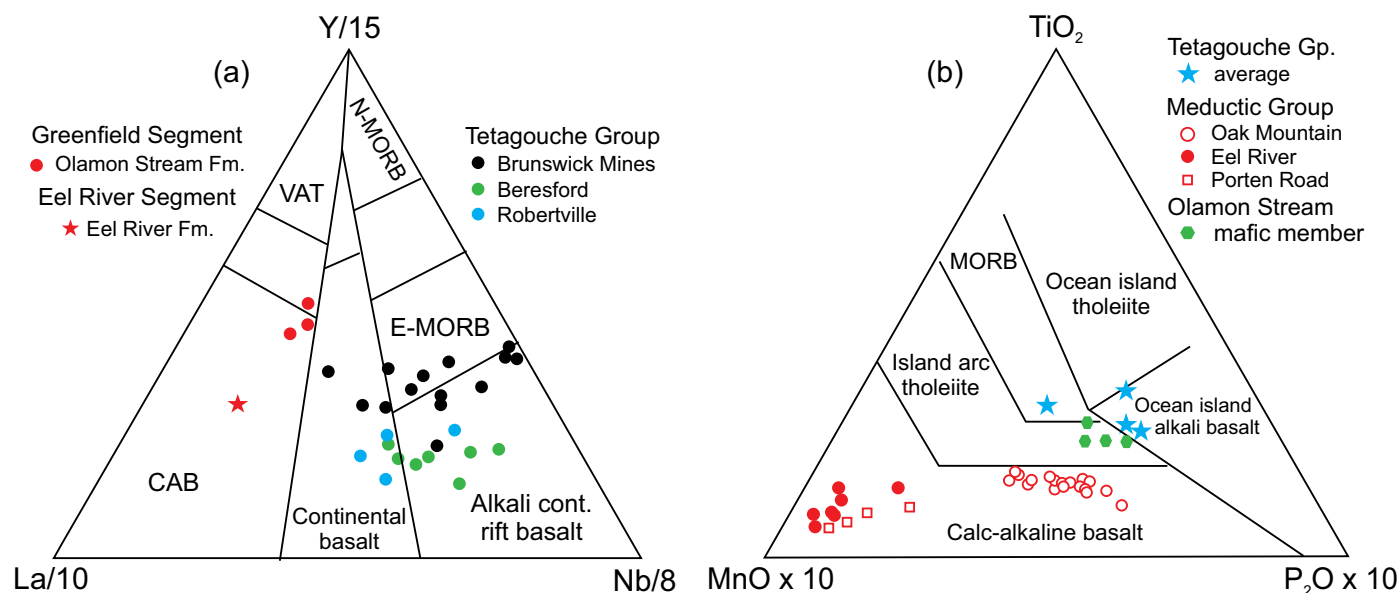 Y/15
(a)
Greenfield Segment
Olamon Stream Fm.
Eel River Segment
Eel River Fm.
Tetagouche Group
Brunswick Mines
Beresford
Robertville
N-MORB
VAT
E-MORB
CAB
Continental
basalt
Alkali cont.
rift basalt
La/10
Nb/8
TiO₂
(b)
Tetagouche Gp.
average
Meductic Group
Oak Mountain
Eel River
Porten Road
Olamon Stream
mafic member
MORB
Ocean island
tholeiite
Island arc
tholeiite
Ocean island
alkali basalt
Calc-alkaline basalt
MnO x 10
P₂O x 10